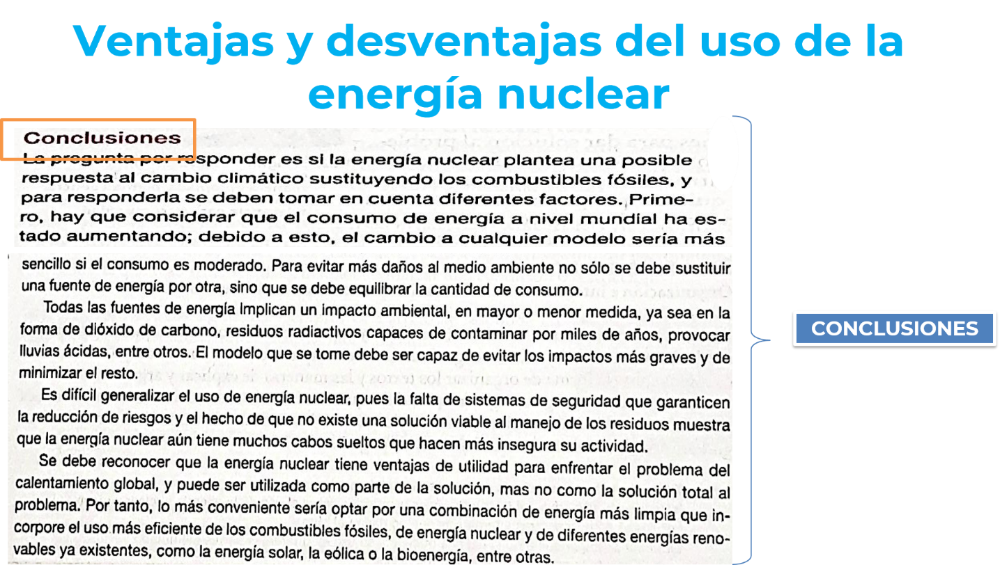 Ventajas y desventajas del uso de la
energía nuclear
Conclusiones
La pregunta por responder es si la energía nuclear plantea una posible
respuesta al cambio climático sustituyendo los combustibles fósiles, y
para responderla se deben tomar en cuenta diferentes factores. Prime-
ro, hay que considerar que el consumo de energía a nivel mundial ha es-
tado aumentando; debido a esto, el cambio a cualquier modelo sería más
sencillo si el consumo es moderado. Para evitar más daños al medio ambiente no sólo se debe sustituir
una fuente de energía por otra, sino que se debe equilibrar la cantidad de consumo.
Todas las fuentes de energía implican un impacto ambiental, en mayor o menor medida, ya sea en la
forma de dióxido de carbono, residuos radiactivos capaces de contaminar por miles de años, provocar
lluvias ácidas, entre otros. El modelo que se tome debe ser capaz de evitar los impactos más graves y de
minimizar el resto.
Es difícil generalizar el uso de energía nuclear, pues la falta de sistemas de seguridad que garanticen
la reducción de riesgos y el hecho de que no existe una solución viable al manejo de los residuos muestra
que la energía nuclear aún tiene muchos cabos sueltos que hacen más insegura su actividad.
Se debe reconocer que la energía nuclear tiene ventajas de utilidad para enfrentar el problema del
calentamiento global, y puede ser utilizada como parte de la solución, mas no como la solución total al
problema. Por tanto, lo más conveniente sería optar por una combinación de energía más limpia que in-
corpore el uso más eficiente de los combustibles fósiles, de energía nuclear y de diferentes energías reno-
vables ya existentes, como la energía solar, la eólica o la bioenergía, entre otras.
CONCLUSIONES